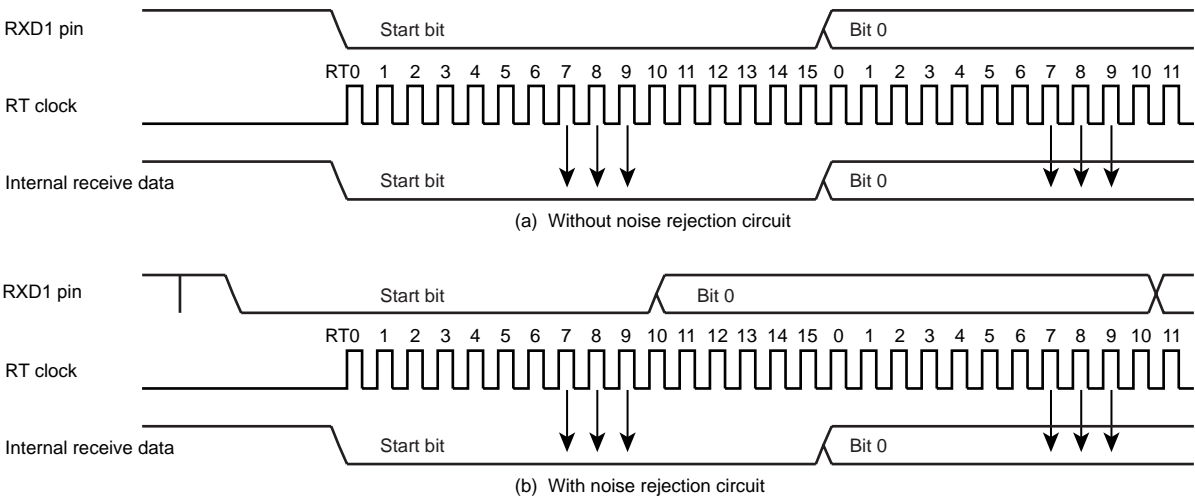 RXD1 pin Start bit Bit 0
RT0 1 2 3 4 5 6 7 8 9 10 11 12 13 14 15 0 1 2 3 4 5 6 7 8 9 10 11
RT clock
Internal receive data Start bit Bit 0
(a) Without noise rejection circuit
RXD1 pin Start bit Bit 0
RT0 1 2 3 4 5 6 7 8 9 10 11 12 13 14 15 0 1 2 3 4 5 6 7 8 9 10 11
RT clock
Internal receive data Start bit Bit 0
(b) With noise rejection circuit